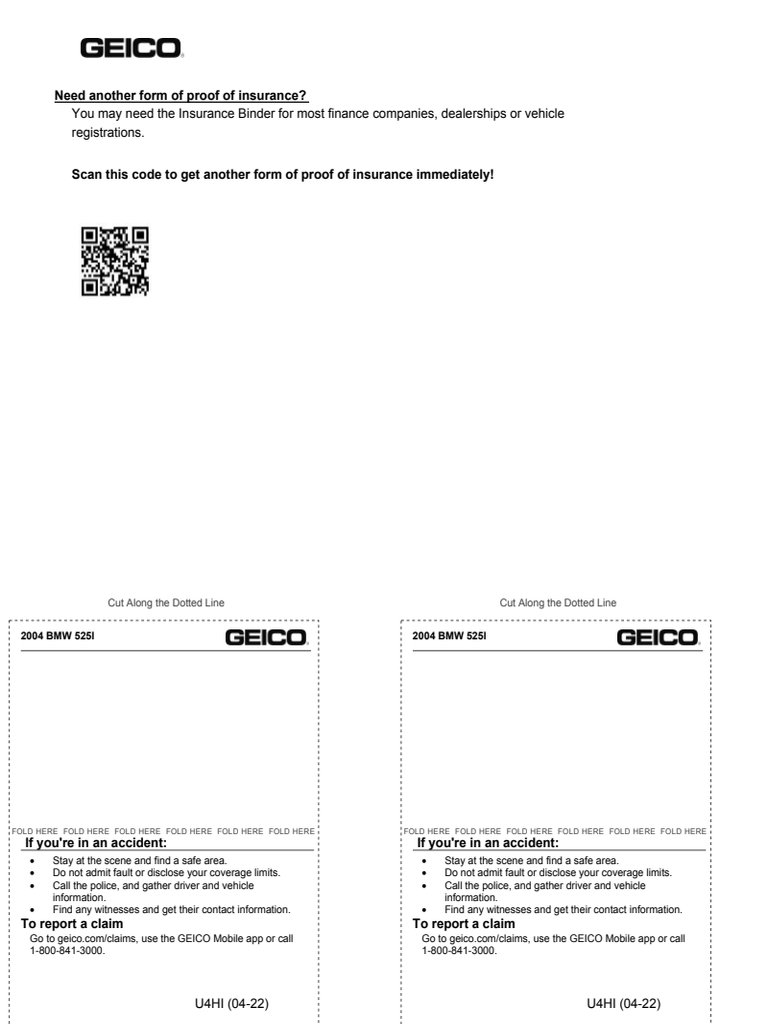 GEICO
Need another form of proof of insurance?
You may need the Insurance Binder for most finance companies, dealerships or vehicle
registrations.
Scan this code to get another form of proof of insurance immediately!
Cut Along the Dotted Line
2004 BMW 525I GEICO
FOLD HERE FOLD HERE FOLD HERE FOLD HERE FOLD HERE FOLD HERE
If you're in an accident:
• Stay at the scene and find a safe area.
• Do not admit fault or disclose your coverage limits.
• Call the police, and gather driver and vehicle
information.
• Find any witnesses and get their contact information.
To report a claim
Go to geico.com/claims, use the GEICO Mobile app or call
1-800-841-3000.
U4HI (04-22)
Cut Along the Dotted Line
2004 BMW 525I GEICO
FOLD HERE FOLD HERE FOLD HERE FOLD HERE FOLD HERE FOLD HERE
If you're in an accident:
• Stay at the scene and find a safe area.
• Do not admit fault or disclose your coverage limits.
• Call the police, and gather driver and vehicle
information.
• Find any witnesses and get their contact information.
To report a claim
Go to geico.com/claims, use the GEICO Mobile app or call
1-800-841-3000.
U4HI (04-22)